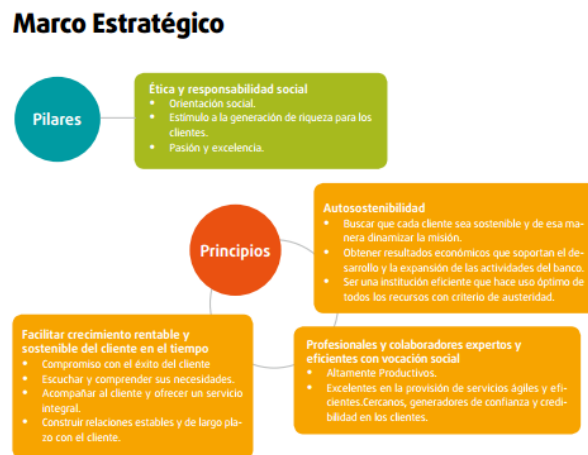 Marco Estratégico
Pilares
Ética y responsabilidad social
• Orientación social.
• Estímulo a la generación de riqueza para los
clientes.
• Pasión y excelencia.
Principios
Autosostenibilidad
• Buscar que cada cliente sea sostenible y de esa ma-
nera dinamizar la misión.
• Obtener resultados económicos que soportan el de-
sarrollo y la expansión de las actividades del banco.
• Ser una institución eficiente que hace uso óptimo de
todos los recursos con criterio de austeridad.
Facilitar crecimiento rentable y
sostenible del cliente en el tiempo
• Compromiso con el éxito del cliente
• Escuchar y comprender sus necesidades.
• Acompañar al cliente y ofrecer un servicio
integral.
• Construir relaciones estables y de largo pla-
zo con el cliente.
Profesionales y colaboradores expertos y
eficientes con vocación social
• Altamente Productivos.
• Excelentes en la provisión de servicios ágiles y efi-
cientes.Cercanos, generadores de confianza y credi-
bilidad en los clientes.